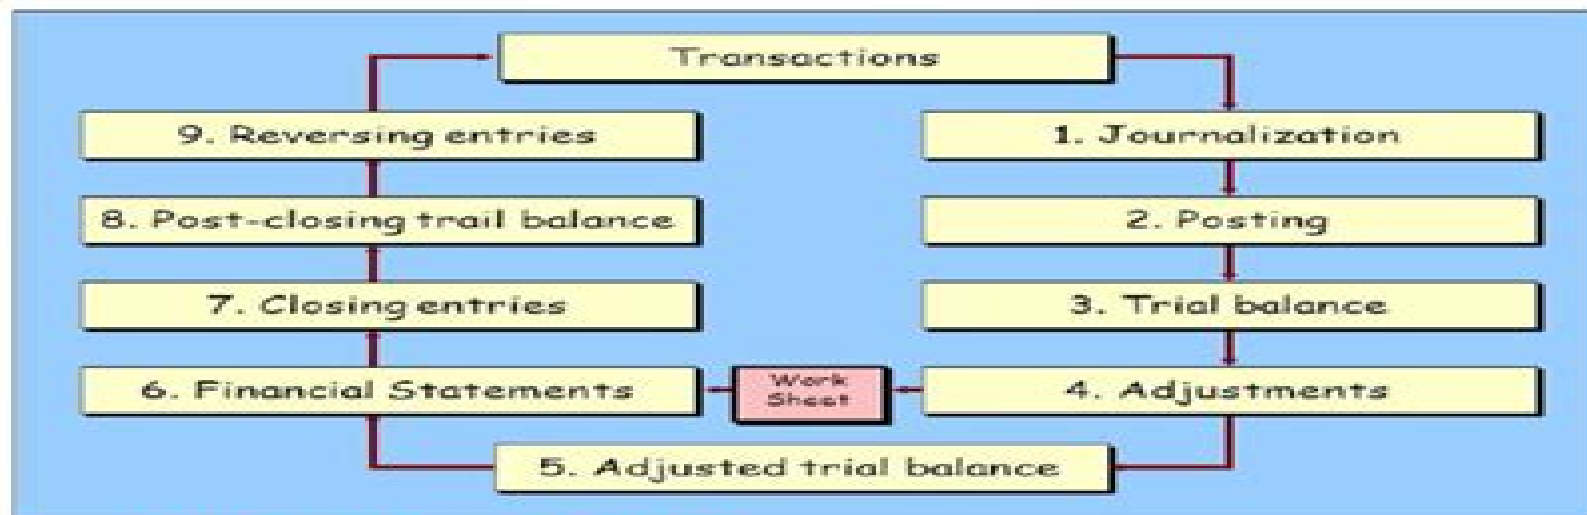 Transactions
9. Reversing entries
1. Journalization
8. Post-closing trail balance
2. Posting
7. Closing entries
3. Trial balance
6. Financial Statements
Work
Sheet
4. Adjustments
5. Adjusted trial balance